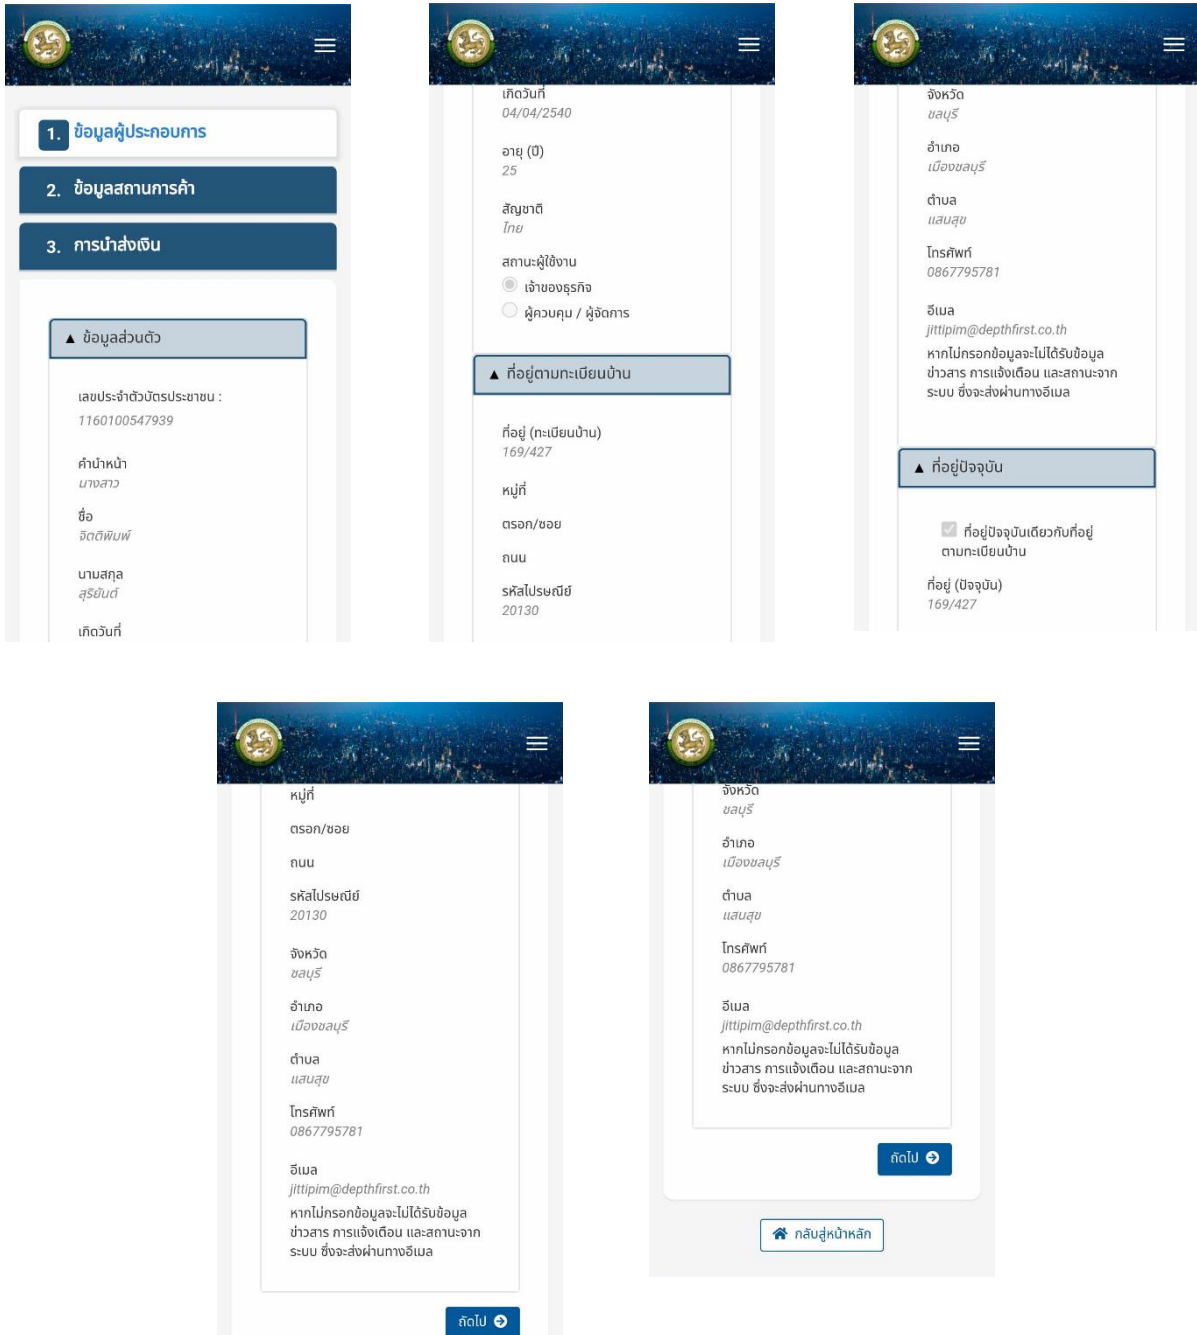 1. ข้อมูลผู้ประกอบการ
2. ข้อมูลสถานการค้า
3. การนำส่งเงิน
▲ ข้อมูลส่วนตัว
เลขประจำตัวบัตรประชาชน :
1160100547939
คำนำหน้า
นางสาว
ชื่อ
จิตติพิมพ์
นามสกุล
สุริยันต์
เกิดวันที่
เกิดวันที่
04/04/2540
อายุ (ปี)
25
สัญชาติ
ไทย
สถานะผู้ใช้งาน
เจ้าของธุรกิจ
ผู้ควบคุม / ผู้จัดการ
▲ ที่อยู่ตามทะเบียนบ้าน
ที่อยู่ (ทะเบียนบ้าน)
169/427
หมู่ที่
ตรอก/ซอย
ถนน
รหัสไปรษณีย์
20130
จังหวัด
ชลบุรี
อำเภอ
เมืองชลบุรี
ตำบล
แสนสุข
โทรศัพท์
0867795781
อีเมล
jittipim@depthfirst.co.th
หากไม่กรอกข้อมูลจะไม่ได้รับข้อมูล
ข่าวสาร การแจ้งเตือน และสถานะจาก
ระบบ ซึ่งจะส่งผ่านทางอีเมล
▲ ที่อยู่ปัจจุบัน
ที่อยู่ปัจจุบันเดียวกับที่อยู่
ตามทะเบียนบ้าน
ที่อยู่ (ปัจจุบัน)
169/427
หมู่ที่
ตรอก/ซอย
ถนน
รหัสไปรษณีย์
20130
จังหวัด
ชลบุรี
อำเภอ
เมืองชลบุรี
ตำบล
แสนสุข
โทรศัพท์
0867795781
อีเมล
jittipim@depthfirst.co.th
หากไม่กรอกข้อมูลจะไม่ได้รับข้อมูล
ข่าวสาร การแจ้งเตือน และสถานะจาก
ระบบ ซึ่งจะส่งผ่านทางอีเมล
ถัดไป
จังหวัด
ชลบุรี
อำเภอ
เมืองชลบุรี
ตำบล
แสนสุข
โทรศัพท์
0867795781
อีเมล
jittipim@depthfirst.co.th
หากไม่กรอกข้อมูลจะไม่ได้รับข้อมูล
ข่าวสาร การแจ้งเตือน และสถานะจาก
ระบบ ซึ่งจะส่งผ่านทางอีเมล
ถัดไป
กลับสู่หน้าหลัก